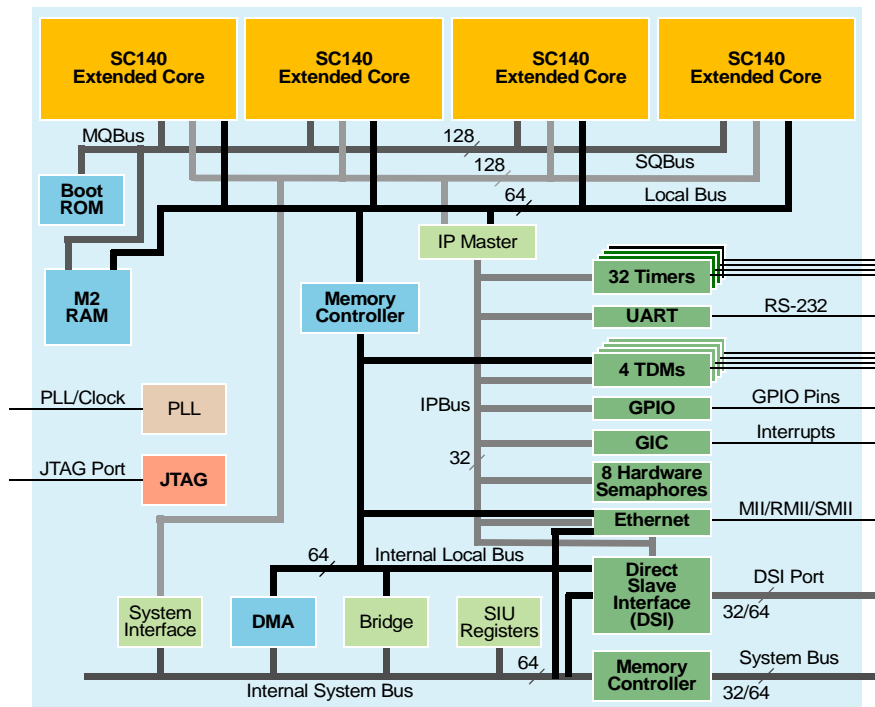 SC140
Extended Core
SC140
Extended Core
SC140
Extended Core
SC140
Extended Core
MQBus
128
128
SQBus
64
Local Bus
Boot
ROM
IP Master
M2
RAM
Memory
Controller
32 Timers
UART
RS-232
4 TDMs
PLL/Clock
PLL
IPBus
GPIO
GPIO Pins
GIC
Interrupts
32
JTAG Port
JTAG
8 Hardware
Semaphores
Ethernet
MII/RMII/SMII
64
Internal Local Bus
Direct
Slave
Interface
(DSI)
DSI Port
32/64
System
Interface
DMA
Bridge
SIU
Registers
64
Internal System Bus
Memory
Controller
System Bus
32/64